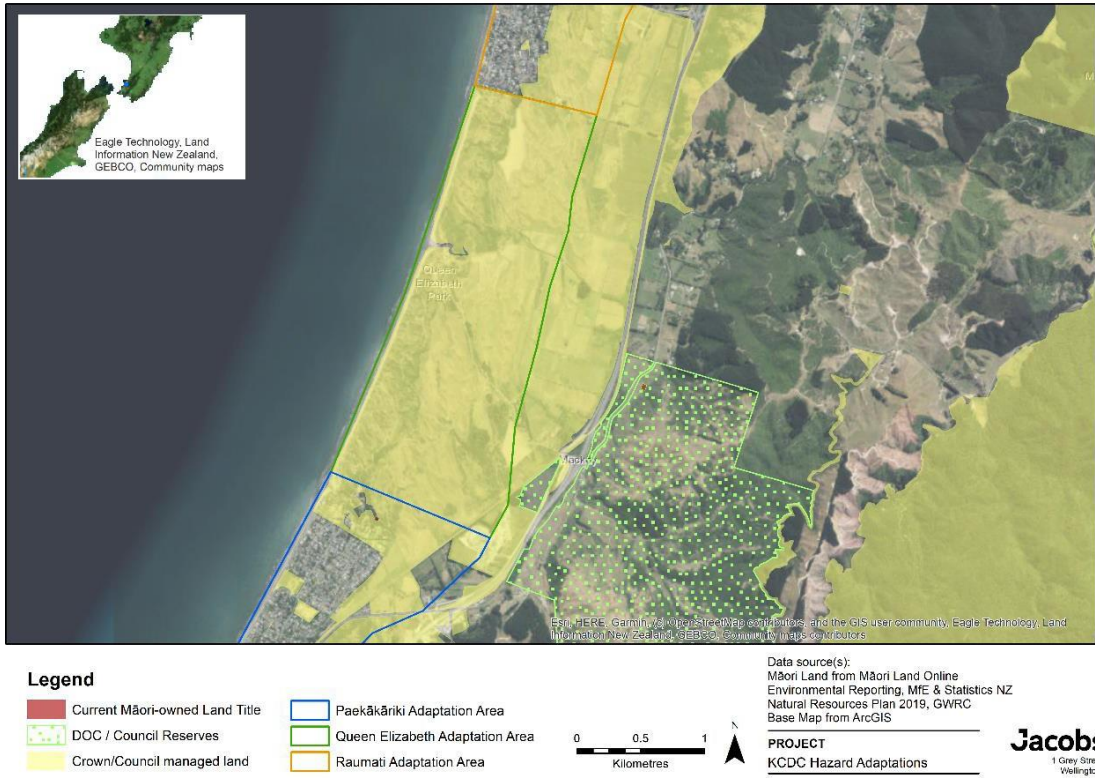 Eagle Technology, Land
Information New Zealand,
GEBCO, Community maps
Queen
Elizabeth
Park
Esri, HERE, Garmin, (c) OpenStreetMap contributors, and the GIS user community, Eagle Technology, Land
Information New Zealand, GEBCO, Community maps contributors
Legend
Current Māori-owned Land Title
DOC / Council Reserves
Crown/Council managed land
Paekākāriki Adaptation Area
Queen Elizabeth Adaptation Area
Raumati Adaptation Area
0 0.5 1
Kilometres
N
Data source(s):
Māori Land from Māori Land Online
Environmental Reporting, MfE & Statistics NZ
Natural Resources Plan 2019, GWRC
Base Map from ArcGIS
PROJECT
KCDC Hazard Adaptations
Jacobs
1 Grey Stre
Wellingto